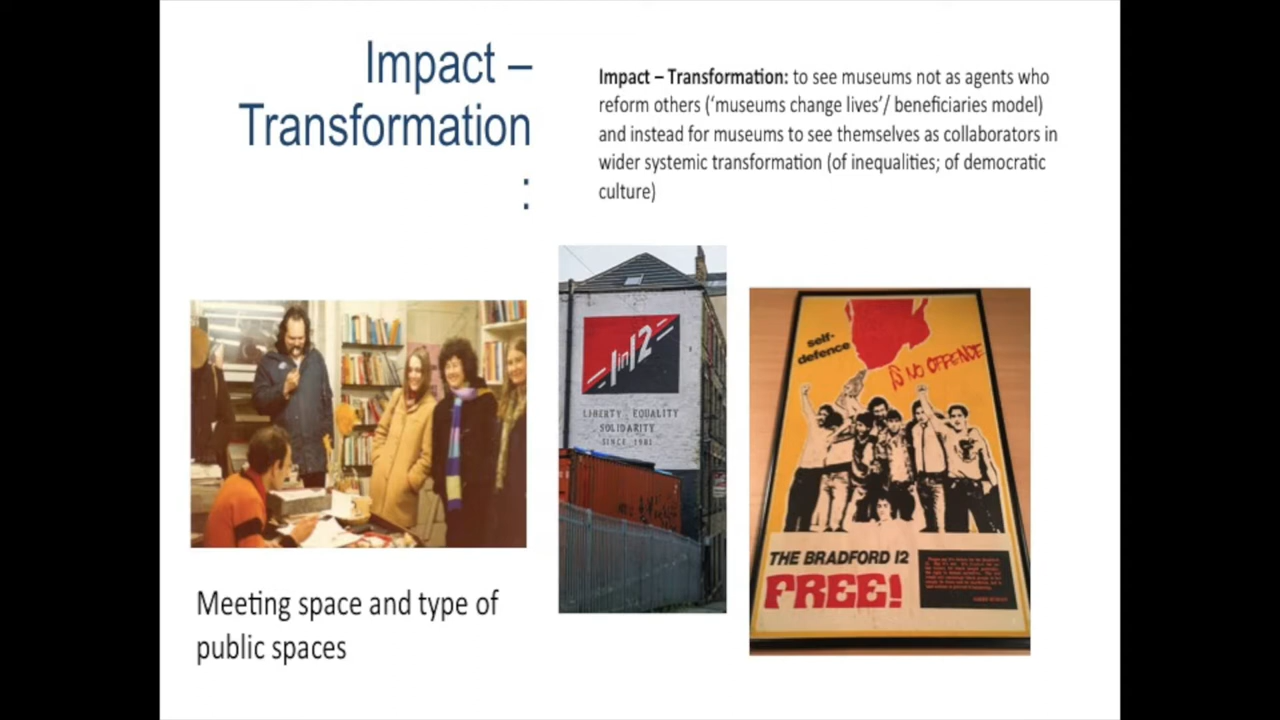 Impact –
Transformation
:
Impact – Transformation: to see museums not as agents who
reform others (‘museums change lives’/ beneficiaries model)
and instead for museums to see themselves as collaborators in
wider systemic transformation (of inequalities; of democratic
culture)
1in12
LIBERTY EQUALITY
SOLIDARITY
SINCE 1981
self-
defence
IS NO OFFENCE
THE BRADFORD 12
FREE!
Meeting space and type of
public spaces